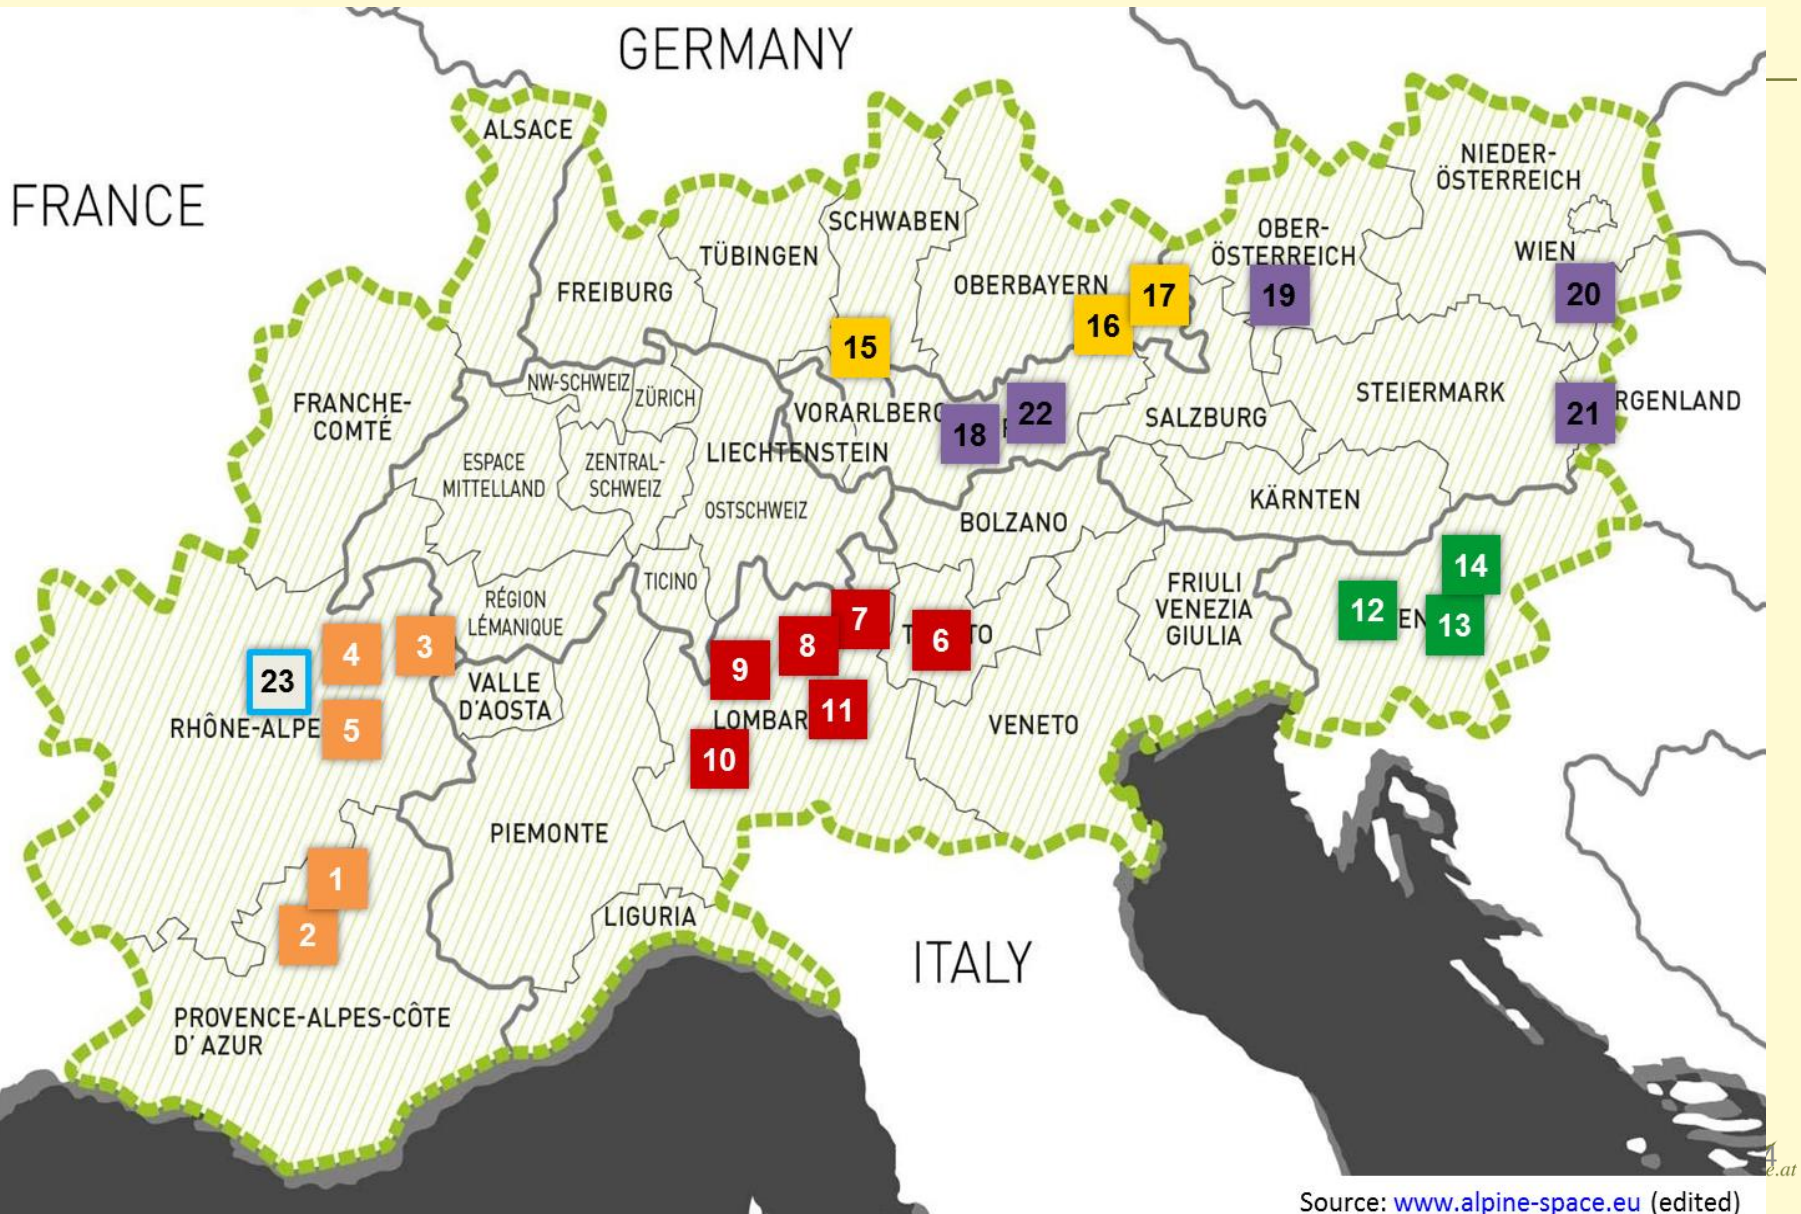 GERMANY
FRANCE
ITALY
ALSACE
NIEDER-
ÖSTERREICH
SCHWABEN
OBER-
ÖSTERREICH
WIEN
TÜBINGEN
FREIBURG
OBERBAYERN
17
19
20
16
15
NW-SCHWEIZ
ZÜRICH
FRANCHE-
COMTÉ
VORARLBERG
18
22
SALZBURG
STEIERMARK
21
RGENLAND
LIECHTENSTEIN
ESPACE
MITTELLAND
ZENTRAL-
SCHWEIZ
OSTSCHWEIZ
BOLZANO
KÄRNTEN
TICINO
RÉGION
LÉMANIQUE
FRIULI
VENEZIA
GIULIA
14
12
EN
13
7
8
T
6
TO
9
4
3
23
VALLE
D'AOSTA
RHÔNE-ALPE
5
LOMBAR
11
10
VENETO
PIEMONTE
1
2
LIGURIA
PROVENCE-ALPES-CÔTE
D' AZUR
4
e.at
Source: www.alpine-space.eu (edited)